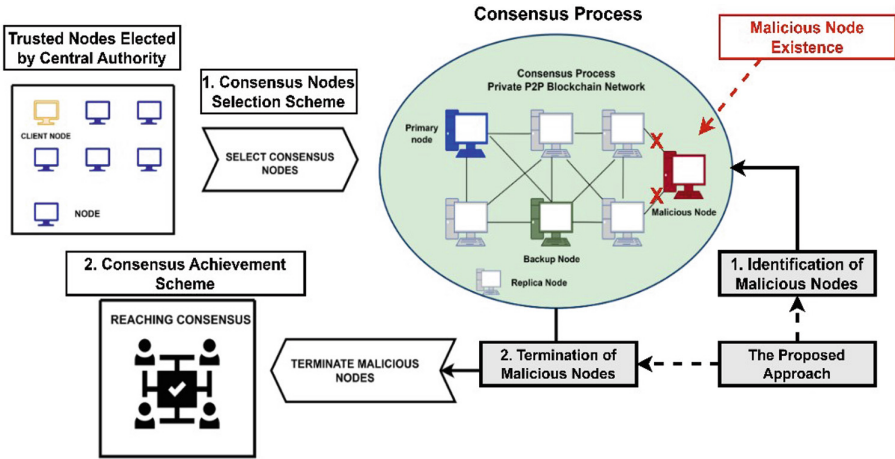 Consensus Process
Trusted Nodes Elected
by Central Authority
Malicious Node
Existence
1. Consensus Nodes
Selection Scheme
Consensus Process
Private P2P Blockchain Network
CLIENT NODE
Primary
node
SELECT CONSENSUS
NODES
X
X
NODE
Malicious Node
Backup Node
Replica Node
2. Consensus Achievement
Scheme
1. Identification of
Malicious Nodes
REACHING CONSENSUS
TERMINATE MALICIOUS
NODES
2. Termination of
Malicious Nodes
The Proposed
Approach